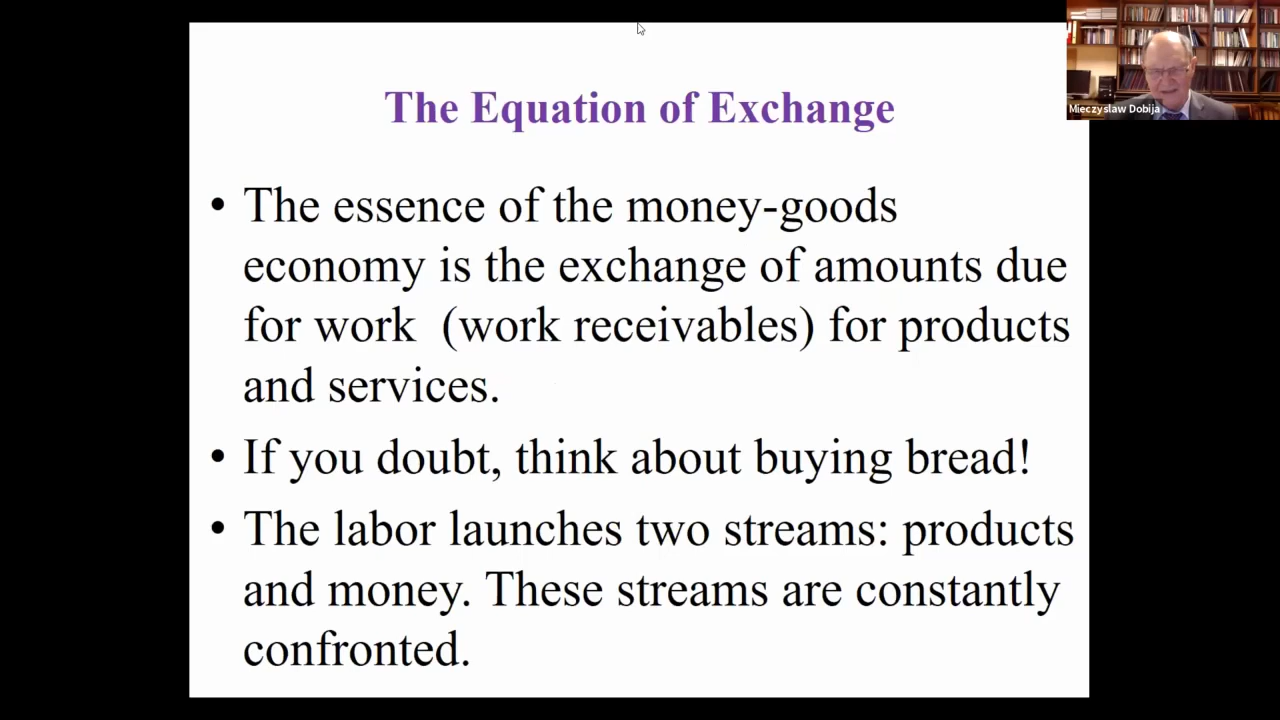 The Equation of Exchange
• The essence of the money-goods
economy is the exchange of amounts due
for work (work receivables) for products
and services.
• If you doubt, think about buying bread!
• The labor launches two streams: products
and money. These streams are constantly
confronted.
Mieczyslaw Dobija